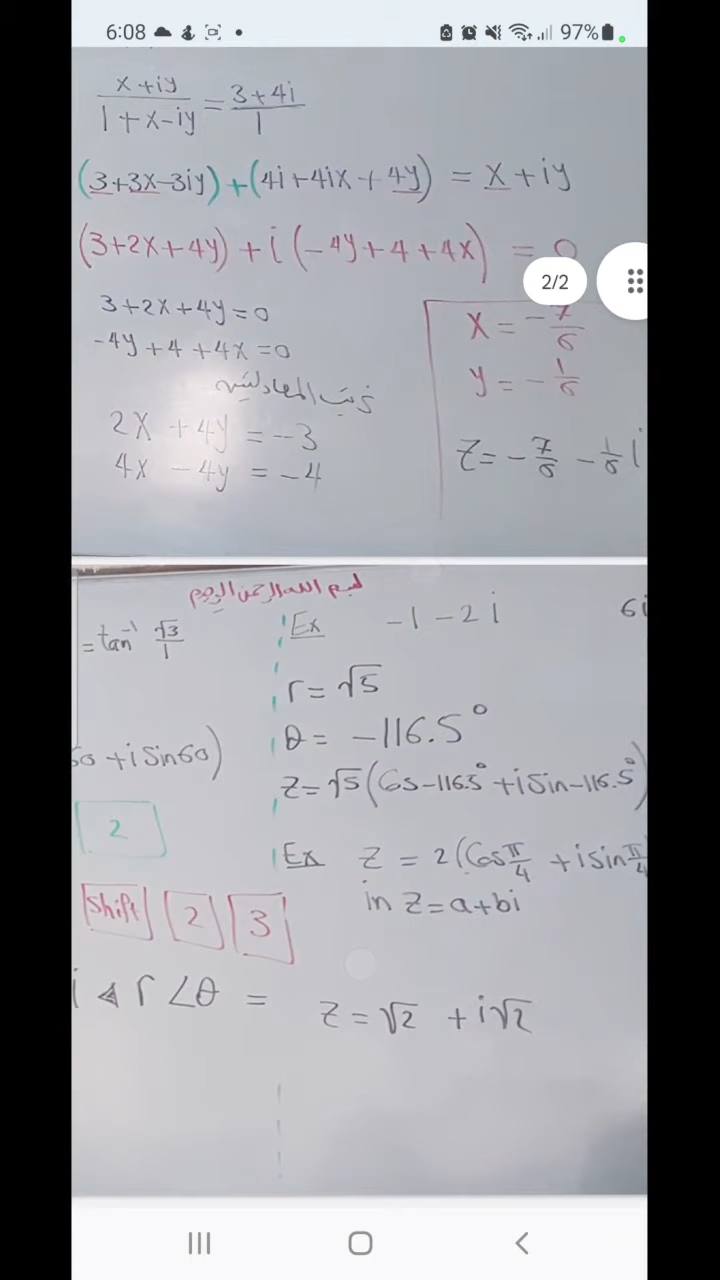 6:08
97%
x+iy / 1+x-iy = 3+4i / 1
(3+3x-3iy)+(4i+4ix+4y) = x+iy
(3+2x+4y)+i(-4y+4+4x) = 0
2/2
3+2x+4y=0
-4y+4+4x=0
نرتب المعادلتين
2x +4y = -3
4x -4y = -4
x = -7/6
y = -1/6
z = -7/6 - 1/6 i
بسم الله الرحمن الرحيم
= tan⁻¹ √3/1
+i sin60)
2
Shift 2 3
i ◄ r ∠θ =
Ex -1-2i
r = √5
θ = -116.5°
z=√5(Cos-116.5°+iSin-116.5°)
Ex z = 2(Cos π/4 + i sin π/4
in z=a+bi
z = √2 + i√2
6i